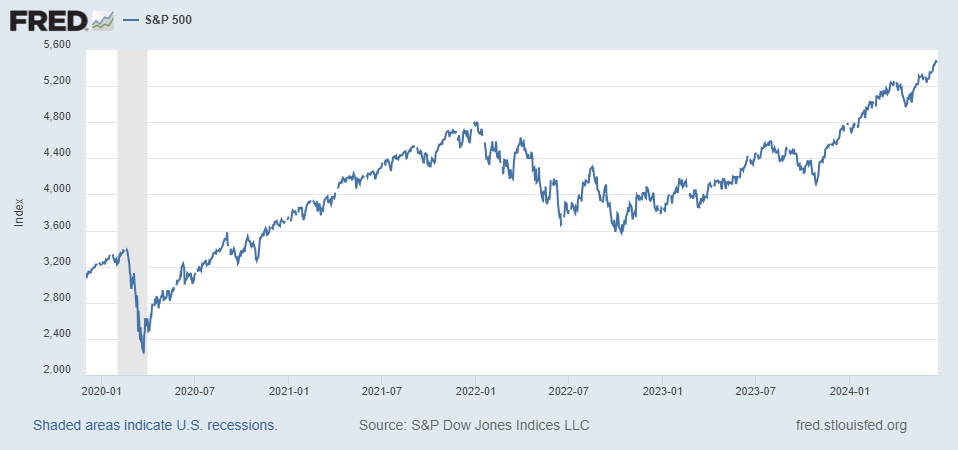 FRED
S&P 500
5,600
5,200
4,800
4,400
4,000
3,600
3,200
2,800
2,400
2,000
Index
2020-01 2020-07 2021-01 2021-07 2022-01 2022-07 2023-01 2023-07 2024-01
Shaded areas indicate U.S. recessions. Source: S&P Dow Jones Indices LLC fred.stlouisfed.org